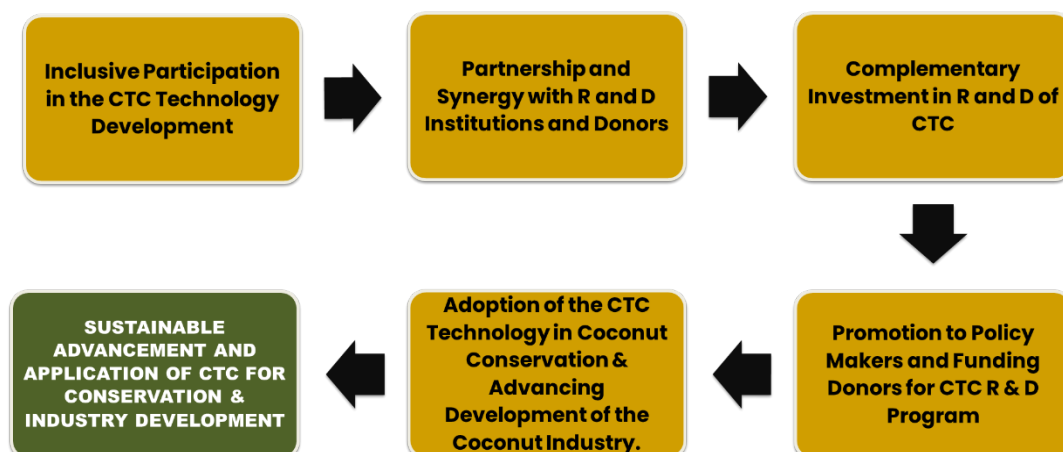 Inclusive Participation
in the CTC Technology
Development
Partnership and
Synergy with R and D
Institutions and Donors
Complementary
Investment in R and D of
CTC
Promotion to Policy
Makers and Funding
Donors for CTC R & D
Program
Adoption of the CTC
Technology in Coconut
Conservation &
Advancing
Development of the
Coconut Industry.
SUSTAINABLE
ADVANCEMENT AND
APPLICATION OF CTC FOR
CONSERVATION &
INDUSTRY DEVELOPMENT